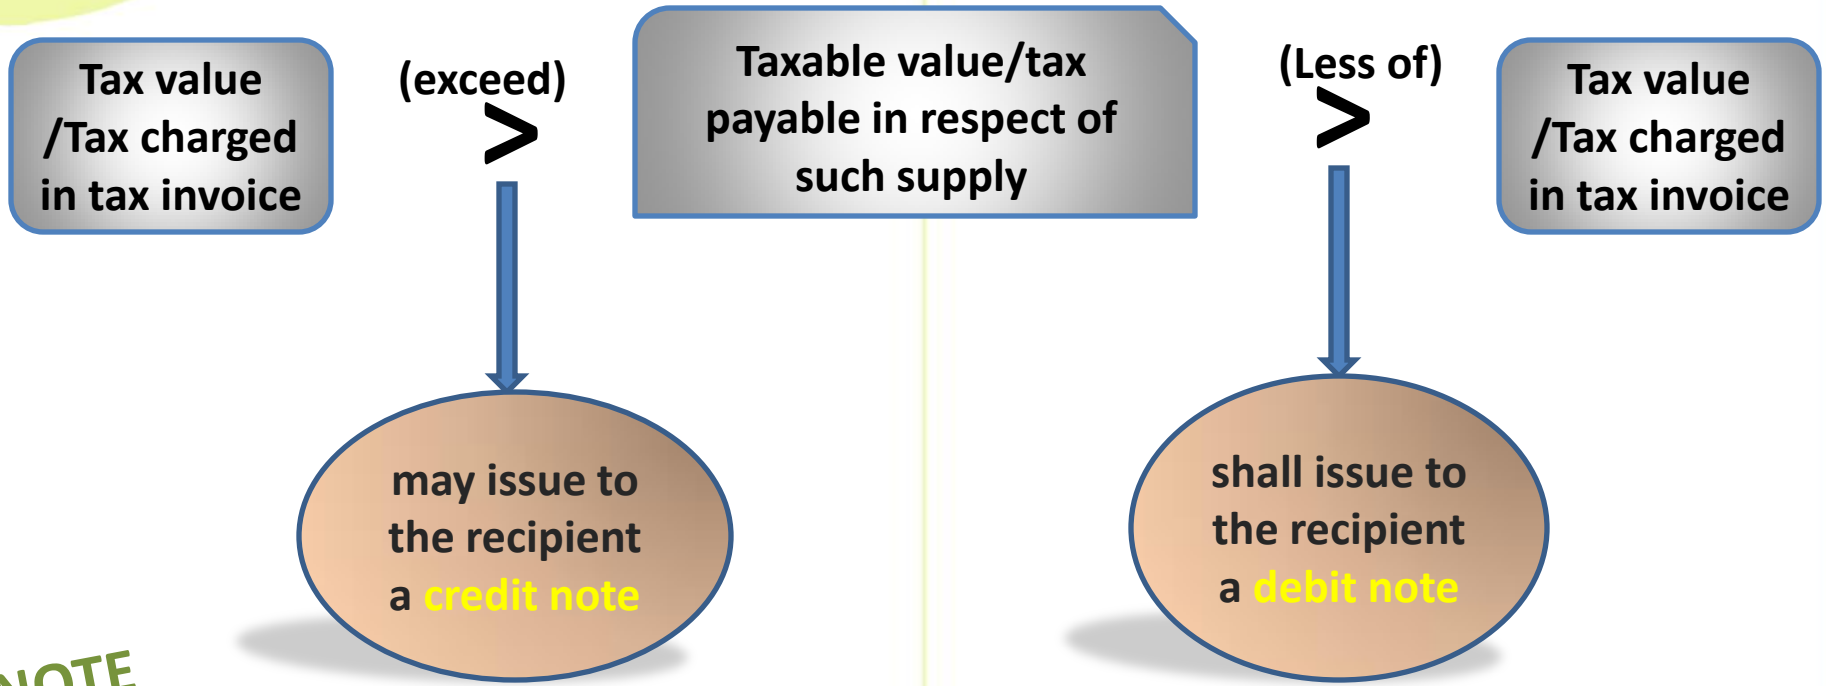 Tax value
/Tax charged
in tax invoice
(exceed)
>
Taxable value/tax
payable in respect of
such supply
(Less of)
>
Tax value
/Tax charged
in tax invoice
may issue to
the recipient
a credit note
shall issue to
the recipient
a debit note
NOTE